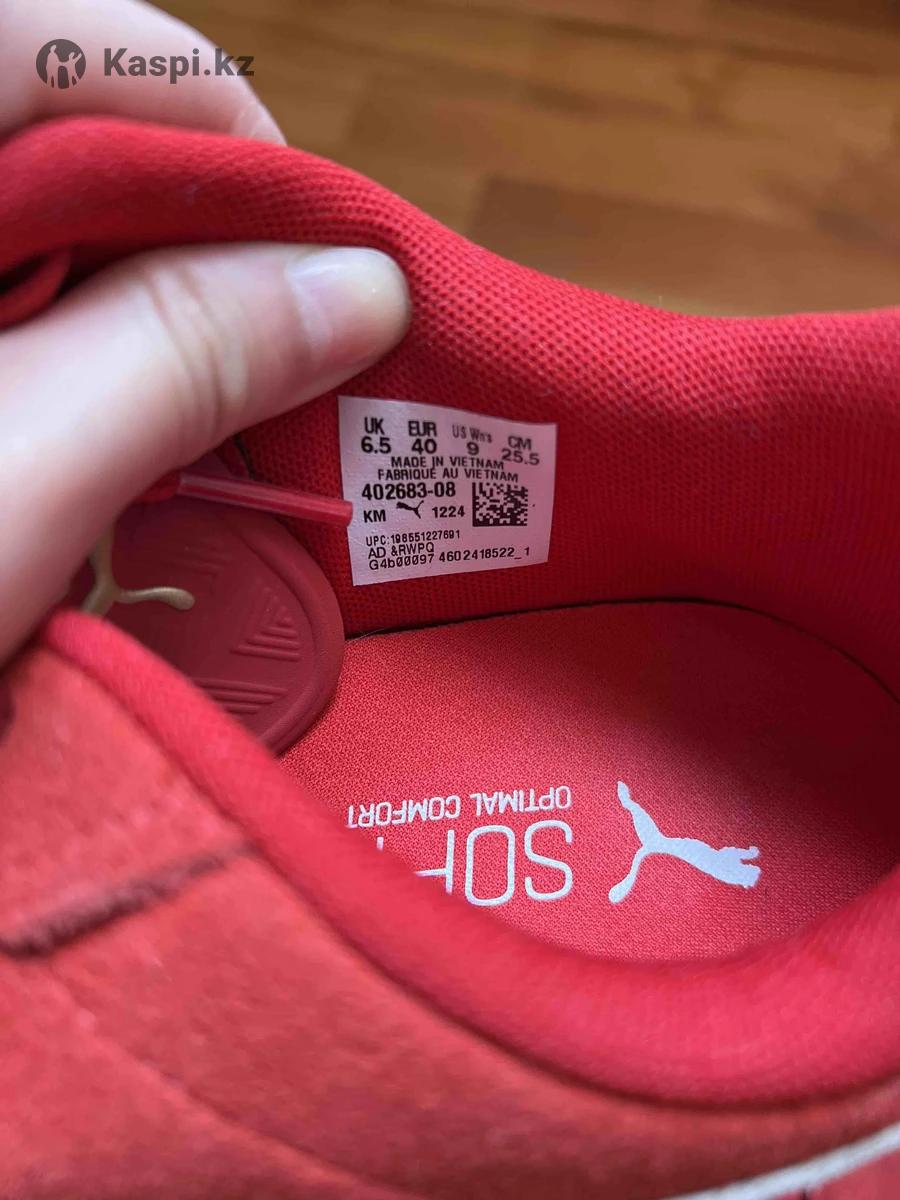 Kaspi.kz
UK EUR US Wn's CM
6.5 40 9 25.5
MADE IN VIETNAM
FABRIQUÉ AU VIETNAM
402683-08
KM 1224
UPC:198551227691
AD &RWPQ
G4b00097 4602418522_1
OPTIMAL COMFORT